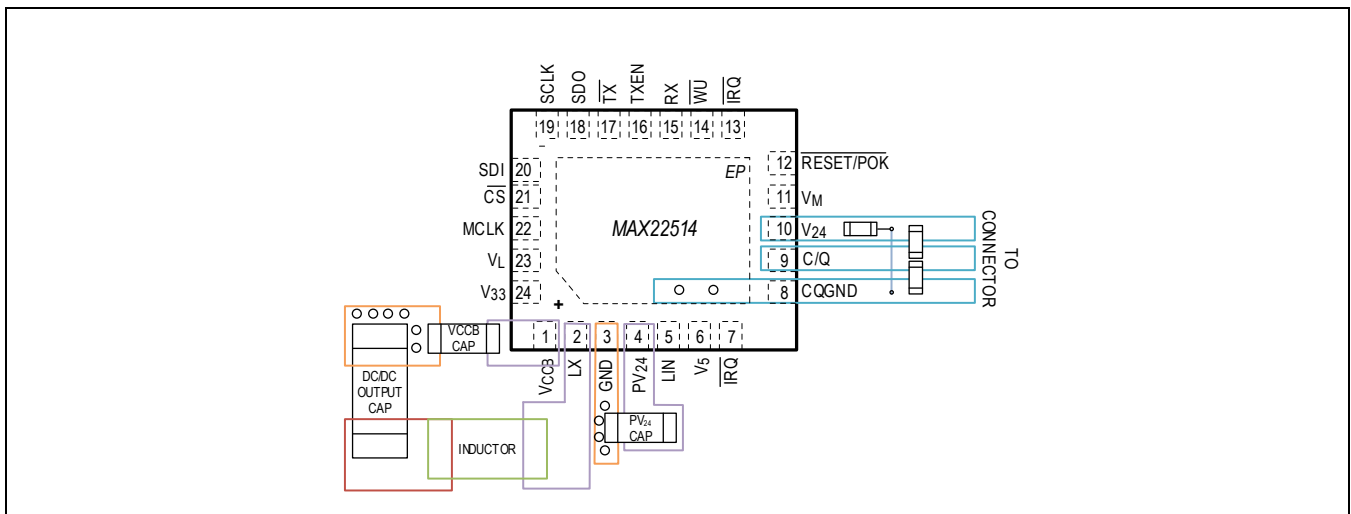 SCLK SDO TX TXEN RX WU IRQ
19 18 17 16 15 14 13
SDI 20
EP
12 RESET/POK
CS 21
11 VM
MCLK 22
MAX22514
10 V24
VL 23
9 C/Q
V33 24
8 CQGND
TO
CONNECTOR
+
1 2 3 4 5 6 7
VCCB LX GND PV24 LIN V5 IRQ
VCCB
CAP
DC/DC
OUTPUT
CAP
PV24
CAP
INDUCTOR